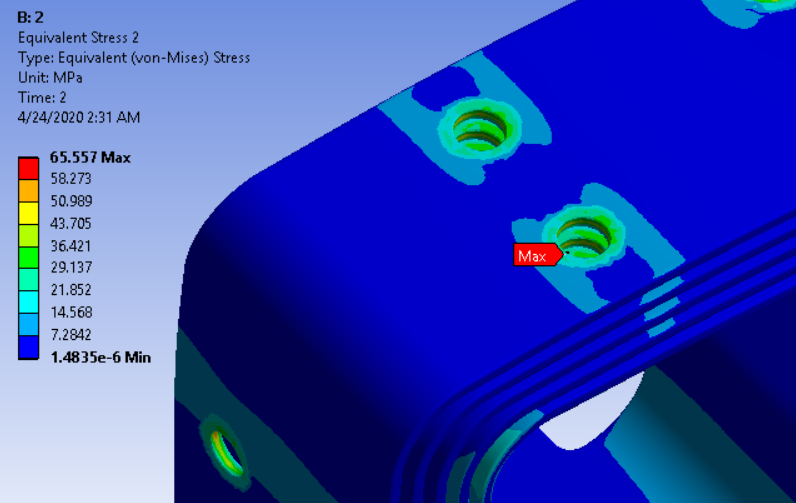 B: 2
Equivalent Stress 2
Type: Equivalent (von-Mises) Stress
Unit: MPa
Time: 2
4/24/2020 2:31 AM
65.557 Max
58.273
50.989
43.705
36.421
29.137
21.852
14.568
7.2842
1.4835e-6 Min
Max